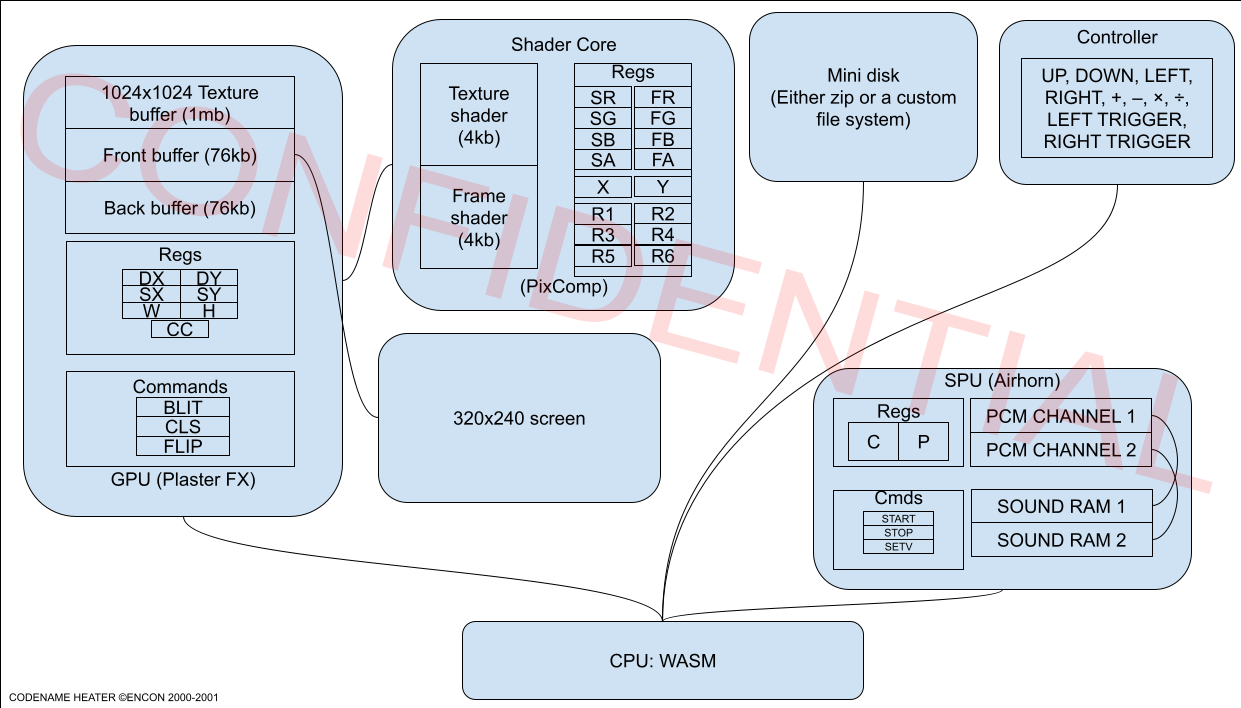 1024x1024 Texture
buffer (1mb)
Front buffer (76kb)
Back buffer (76kb)
Regs
DX DY
SX SY
W H
CC
Commands
BLIT
CLS
FLIP
GPU (Plaster FX)
Shader Core
Texture
shader
(4kb)
Frame
shader
(4kb)
Regs
SR FR
SG FG
SB FB
SA FA
X Y
R1 R2
R3 R4
R5 R6
(PixComp)
320x240 screen
Mini disk
(Either zip or a custom
file system)
Controller
UP, DOWN, LEFT,
RIGHT, +, –, ×, ÷,
LEFT TRIGGER,
RIGHT TRIGGER
SPU (Airhorn)
Regs
C P
PCM CHANNEL 1
PCM CHANNEL 2
Cmds
START
STOP
SETV
SOUND RAM 1
SOUND RAM 2
CPU: WASM
CONFIDENTIAL
CODENAME HEATER ©ENCON 2000-2001